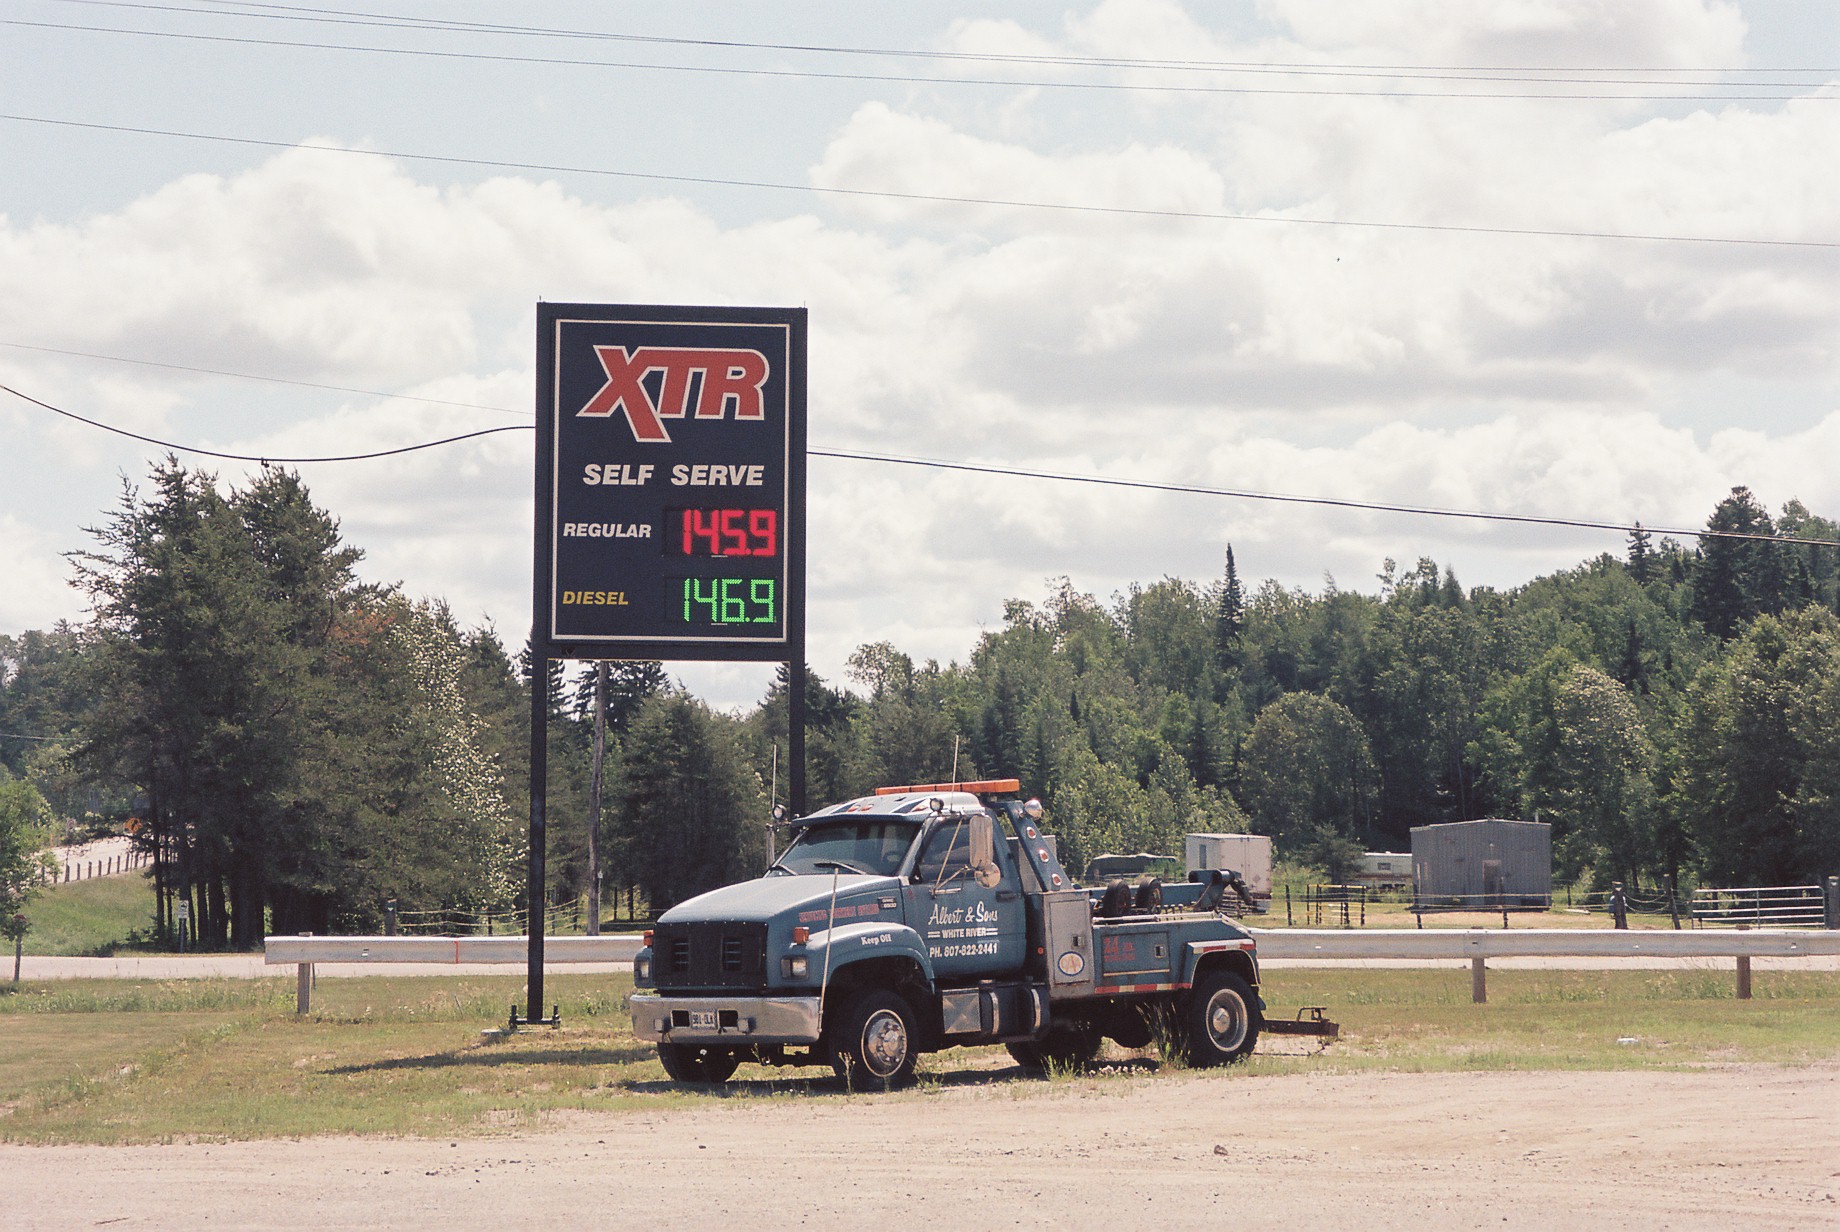 XTR
SELF SERVE
REGULAR 145.9
DIESEL 146.9
Albert & Sons
WHITE RIVER
PH. 807-822-2441
Keep Off